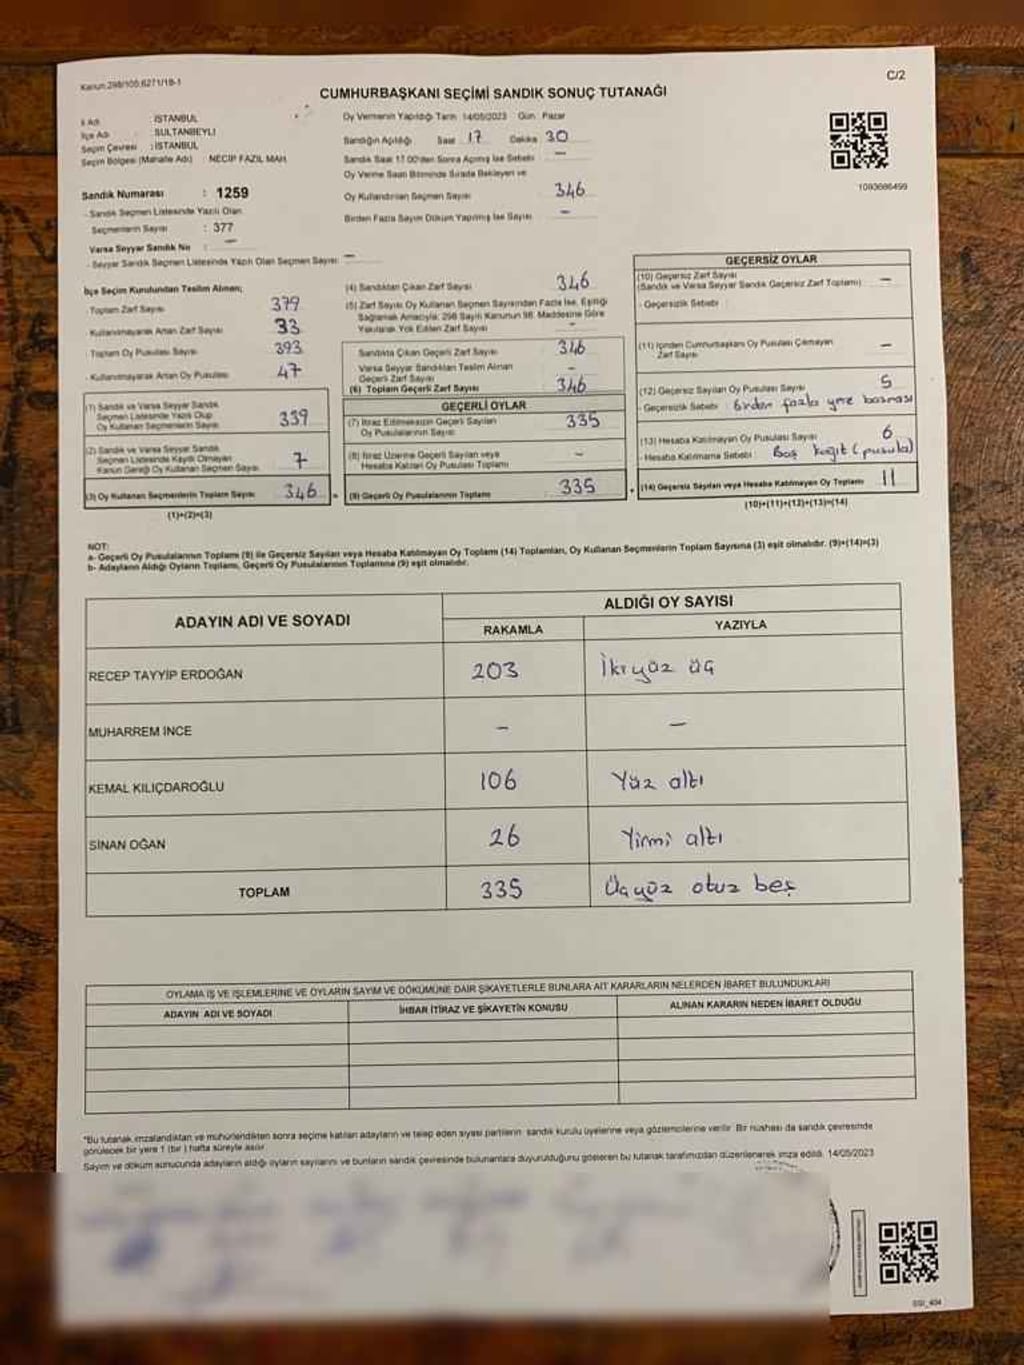 Kanun:298/105;6271/18-1
C/2
CUMHURBAŞKANI SEÇİMİ SANDIK SONUÇ TUTANAĞI
İl Adı : İSTANBUL
İlçe Adı : SULTANBEYLİ
Seçim Çevresi : İSTANBUL
Seçim Bölgesi (Mahalle Adı) : NECİP FAZIL MAH.
Sandık Numarası : 1259
- Sandık Seçmen Listesinde Yazılı Olan
Seçmenlerin Sayısı : 377
Varsa Seyyar Sandık No : —
- Seyyar Sandık Seçmen Listesinde Yazılı Olan Seçmen Sayısı: —
Oy Vermenin Yapıldığı Tarih 14/05/2023 Gün Pazar
Sandığın Açıldığı Saat 17 Dakika 30
Sandık Saat 17.00'den Sonra Açılmış İse Sebebi —
Oy Verme Saati Bitiminde Sırada Bekleyen ve
Oy Kullandırılan Seçmen Sayısı 346
Birden Fazla Sayım Döküm Yapılmış İse Sayısı -
1093686499
İlçe Seçim Kurulundan Teslim Alınan;
- Toplam Zarf Sayısı 379
- Kullanılmayarak Artan Zarf Sayısı 33
- Toplam Oy Pusulası Sayısı 393
- Kullanılmayarak Artan Oy Pusulası 47
(1) Sandık ve Varsa Seyyar Sandık
Seçmen Listesinde Yazılı Olup
Oy Kullanan Seçmen Sayısı 339
(2) Sandık ve Varsa Seyyar Sandık
Seçmen Listesinde Kayıtlı Olmayan
Kanun Gereği Oy Kullanan Seçmen Sayısı 7
(3) Oy Kullanan Seçmenlerin Toplam Sayısı 346
(1)+(2)=(3)
(4) Sandıktan Çıkan Zarf Sayısı 346
(5) Zarf Sayısı Oy Kullanan Seçmen Sayısından Fazla İse, Eşitliği
Sağlamak Amacıyla; 298 Sayılı Kanunun 98. Maddesine Göre
Yakılarak Yok Edilen Zarf Sayısı -
Sandıkta Çıkan Geçerli Zarf Sayısı 346
Varsa Seyyar Sandıktan Teslim Alınan
Geçerli Zarf Sayısı -
(6) Toplam Geçerli Zarf Sayısı 346
GEÇERLİ OYLAR
(7) İtiraz Edilmeksizin Geçerli Sayılan
Oy Pusulalarının Sayısı 335
(8) İtiraz Üzerine Geçerli Sayılan veya
Hesaba Katılan Oy Pusulası Toplamı -
(9) Geçerli Oy Pusulalarının Toplamı 335
GEÇERSİZ OYLAR
(10) Geçersiz Zarf Sayısı
(Sandık ve Varsa Seyyar Sandık Geçersiz Zarf Toplamı) —
- Geçersizlik Sebebi :
(11) İçinden Cumhurbaşkanı Oy Pusulası Çıkmayan
Zarf Sayısı —
(12) Geçersiz Sayılan Oy Pusulası Sayısı 5
- Geçersizlik Sebebi: birden fazla yere basması
(13) Hesaba Katılmayan Oy Pusulası Sayısı 6
- Hesaba Katılmama Sebebi : Boş kağıt (pusula)
(14) Geçersiz Sayılan veya Hesaba Katılmayan Oy Toplamı 11
(10)+(11)+(12)+(13)=(14)
NOT:
a- Geçerli Oy Pusulalarının Toplamı (9) ile Geçersiz Sayılan veya Hesaba Katılmayan Oy Toplamı (14) Toplamları, Oy Kullanan Seçmenlerin Toplam Sayısına (3) eşit olmalıdır. (9)+(14)=(3)
b- Adayların Aldığı Oyların Toplamı, Geçerli Oy Pusulalarının Toplamına (9) eşit olmalıdır.
ADAYIN ADI VE SOYADI
ALDIĞI OY SAYISI
RAKAMLA YAZIYLA
RECEP TAYYİP ERDOĞAN 203 İkiyüz üç
MUHARREM İNCE – –
KEMAL KILIÇDAROĞLU 106 Yüz altı
SİNAN OĞAN 26 Yirmi altı
TOPLAM 335 Üçyüz otuz beş
OYLAMA İŞ VE İŞLEMLERİNE VE OYLARIN SAYIM VE DÖKÜMÜNE DAİR ŞİKAYETLERLE BUNLARA AİT KARARLARIN NELERDEN İBARET BULUNDUKLARI
ADAYIN ADI VE SOYADI İHBAR İTİRAZ VE ŞİKAYETİN KONUSU ALINAN KARARIN NEDEN İBARET OLDUĞU
*Bu tutanak imzalandıktan ve mühürlendikten sonra seçime katılan adayların ve talep eden siyasi partilerin sandık kurulu üyelerine veya gözlemcilerine verilir. Bir nüshası da sandık çevresinde
görülecek bir yere 1 (bir) hafta süreyle asılır.
Sayım ve döküm sonucunda adayların aldığı oyların sayılarını ve bunların sandık çevresinde bulunanlara duyurulduğunu gösteren bu tutanak tarafımızdan düzenlenerek imza edildi. 14/05/2023